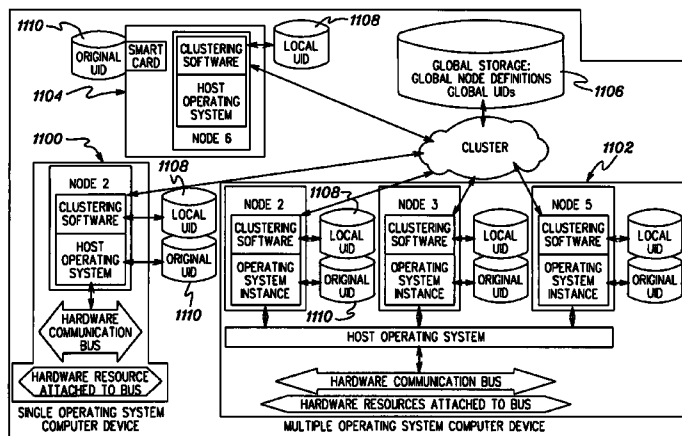 1110
ORIGINAL
UID
SMART
CARD
1104
CLUSTERING
SOFTWARE
HOST
OPERATING
SYSTEM
NODE 6
1108
LOCAL
UID
GLOBAL STORAGE:
GLOBAL NODE DEFINITIONS
GLOBAL UIDs
1106
CLUSTER
1100
1108
NODE 2
CLUSTERING
SOFTWARE
HOST
OPERATING
SYSTEM
LOCAL
UID
ORIGINAL
UID
1110
HARDWARE
COMMUNICATION
BUS
HARDWARE RESOURCE
ATTACHED TO BUS
SINGLE OPERATING SYSTEM
COMPUTER DEVICE
1102
NODE 2
CLUSTERING
SOFTWARE
OPERATING
SYSTEM
INSTANCE
1108
LOCAL
UID
ORIGINAL
UID
1110
NODE 3
CLUSTERING
SOFTWARE
OPERATING
SYSTEM
INSTANCE
LOCAL
UID
ORIGINAL
UID
NODE 5
CLUSTERING
SOFTWARE
OPERATING
SYSTEM
INSTANCE
LOCAL
UID
ORIGINAL
UID
HOST OPERATING SYSTEM
HARDWARE COMMUNICATION BUS
HARDWARE RESOURCES ATTACHED TO BUS
MULTIPLE OPERATING SYSTEM COMPUTER DEVICE